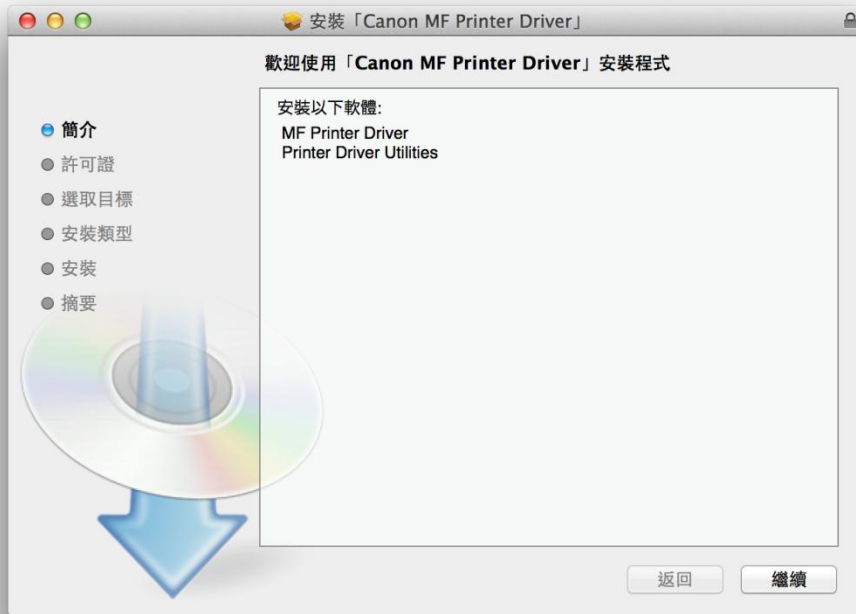 安裝「Canon MF Printer Driver」
歡迎使用「Canon MF Printer Driver」安裝程式
簡介
許可證
選取目標
安裝類型
安裝
摘要
安裝以下軟體:
MF Printer Driver
Printer Driver Utilities
返回
繼續